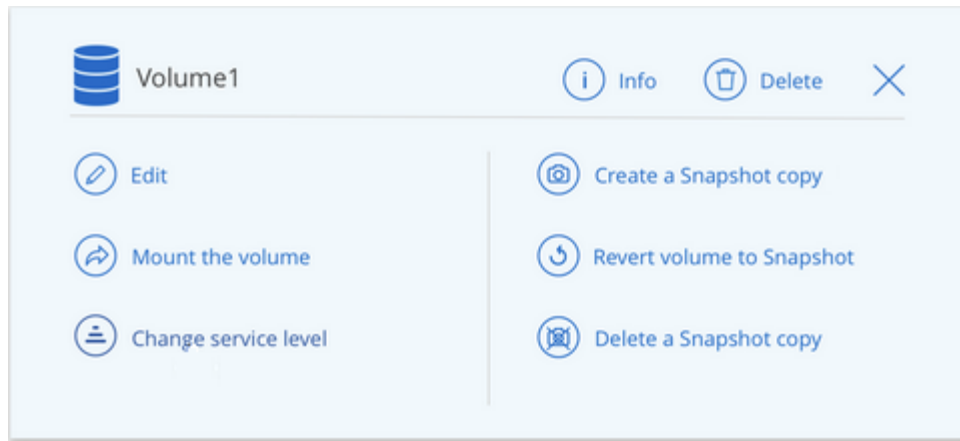 Volume1
Info
Delete
Edit
Mount the volume
Change service level
Create a Snapshot copy
Revert volume to Snapshot
Delete a Snapshot copy